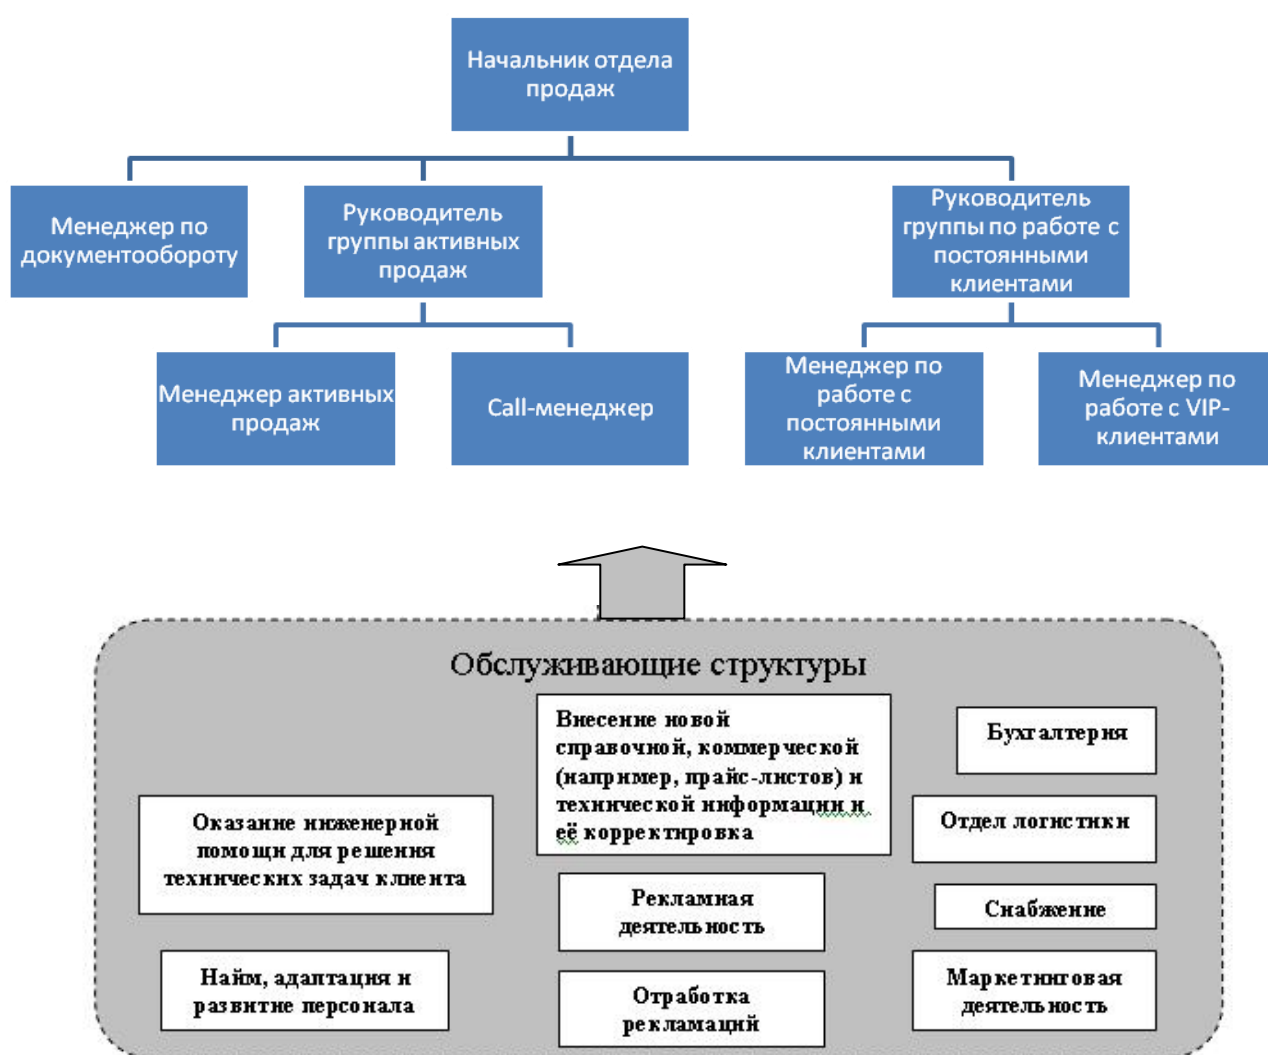 Начальник отдела
продаж
Менеджер по
документообороту
Руководитель
группы активных
продаж
Руководитель
группы по работе с
постоянными
клиентами
Менеджер активных
продаж
Call-менеджер
Менеджер по
работе с
постоянными
клиентами
Менеджер по
работе с VIP-
клиентами
Обслуживающие структуры
Внесение новой
справочной, коммерческой
(например, прайс-листов) и
технической информации и
её корректировка
Бухгалтерия
Оказание инженерной
помощи для решения
технических задач клиента
Отдел логистики
Рекламная
деятельность
Снабжение
Найм, адаптация и
развитие персонала
Отработка
рекламаций
Маркетинговая
деятельность